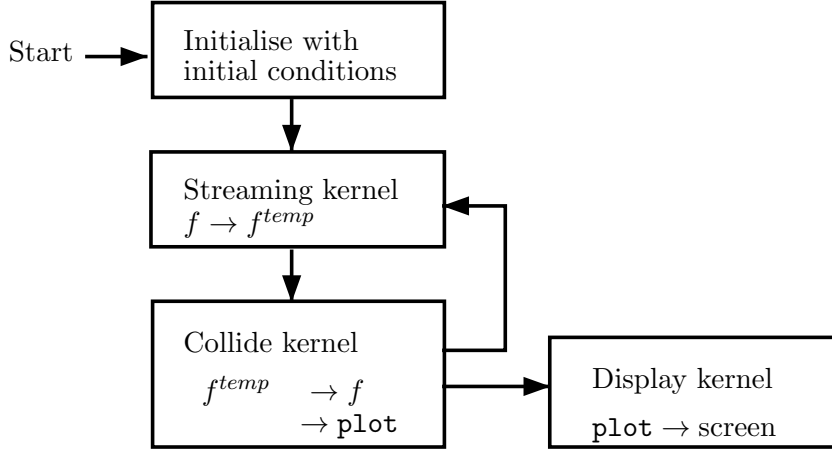 Start
Initialise with
initial conditions
Streaming kernel
f → f^temp
Collide kernel
f^temp → f
→ plot
Display kernel
plot → screen